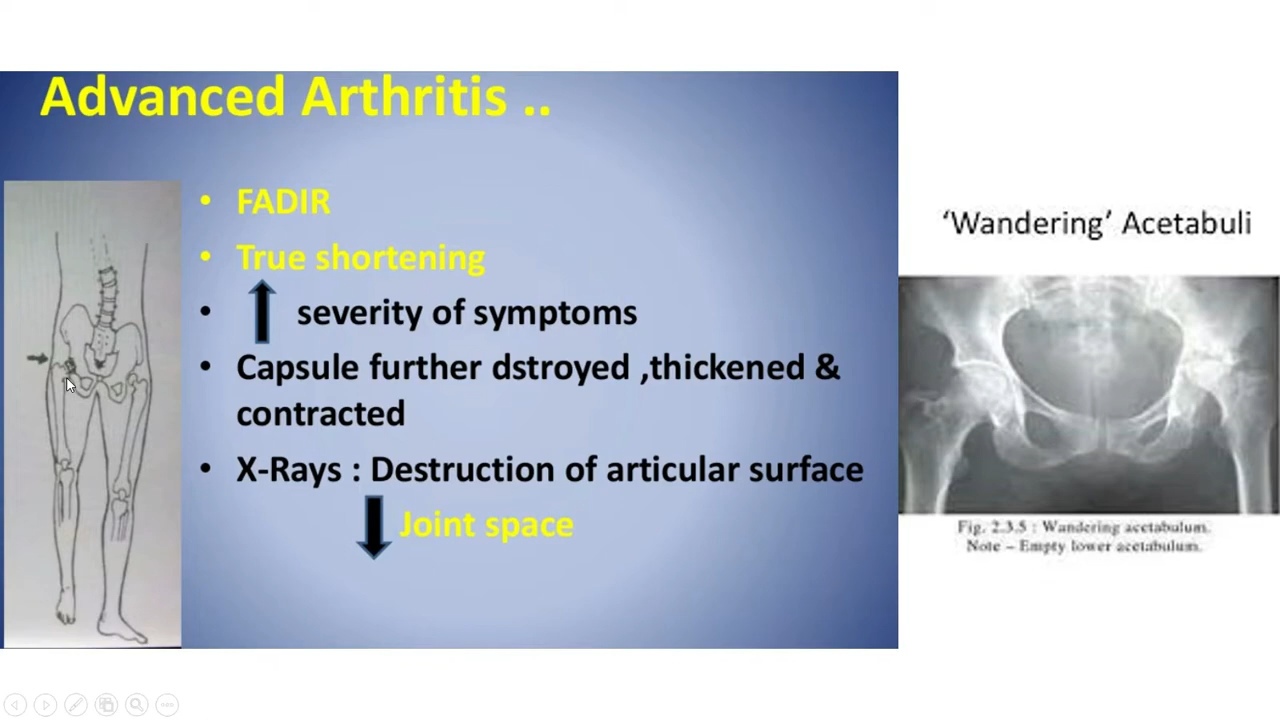 Advanced Arthritis ..
• FADIR
• True shortening
• severity of symptoms
• Capsule further dstroyed ,thickened &
contracted
• X-Rays : Destruction of articular surface
Joint space
‘Wandering’ Acetabuli
Fig. 2.3.5 : Wandering acetabulum.
Note – Empty lower acetabulum.